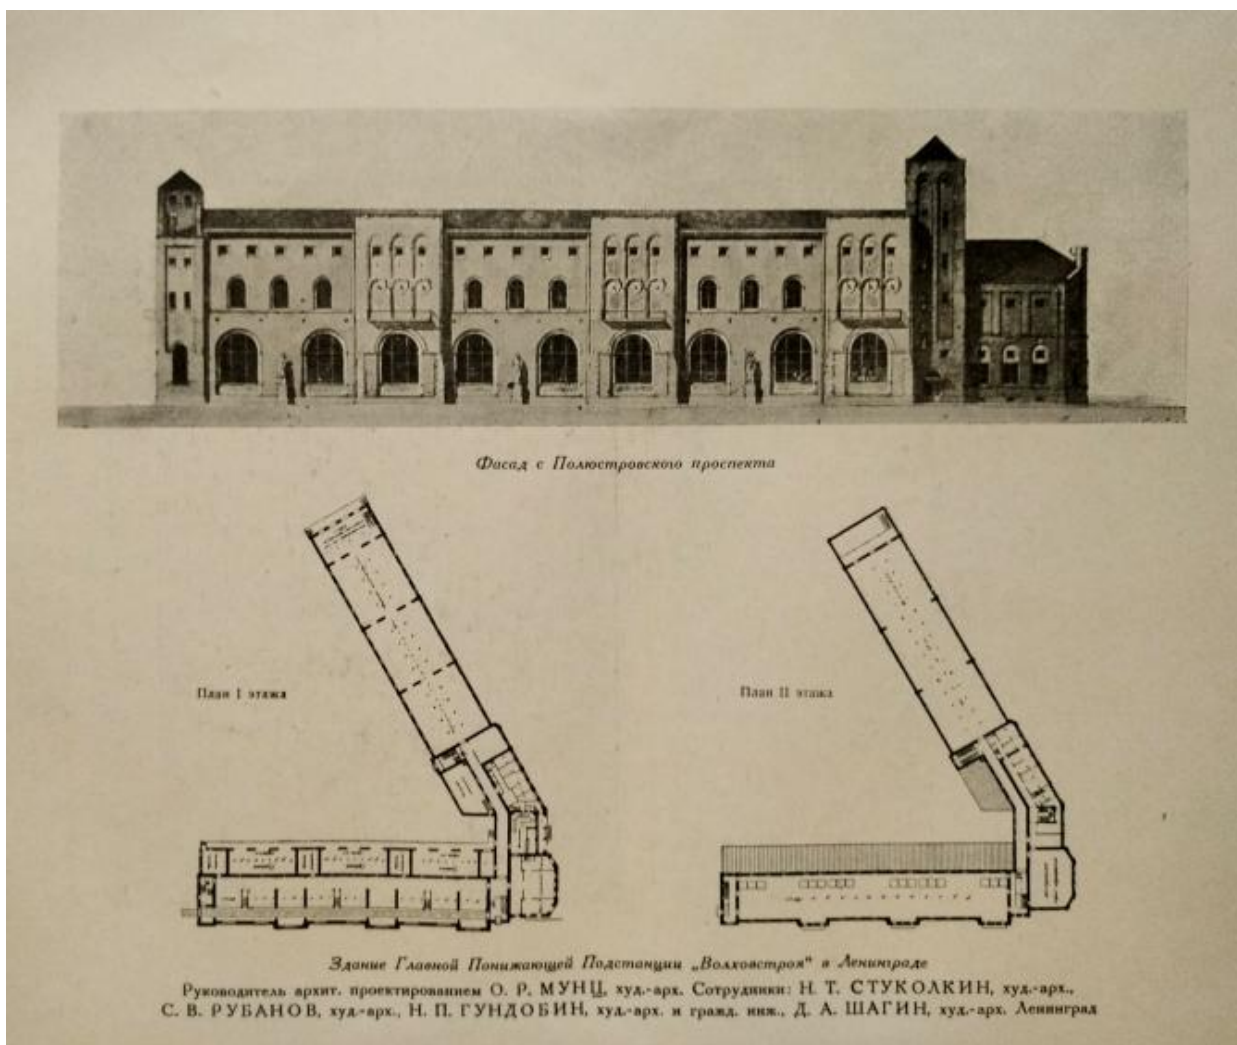 Фасад с Полюстровского проспекта
План I этажа
План II этажа
Здание Главной Понижающей Подстанции „Волховстроя“ в Ленинграде
Руководитель архит. проектированием О. Р. МУНЦ, худ.-арх. Сотрудники: Н. Т. СТУКОЛКИН, худ.-арх.,
С. В. РУБАНОВ, худ.-арх., Н. П. ГУНДОБИН, худ.-арх. и гражд. инж., Д. А. ШАГИН, худ.-арх. Ленинград